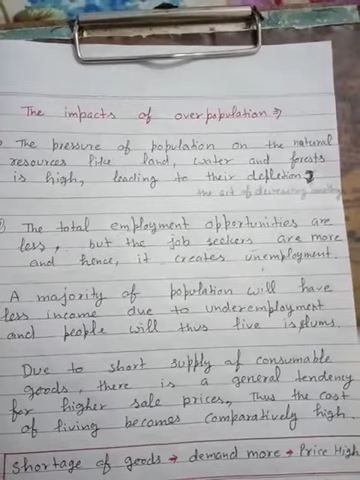 The impacts of overpopulation ⇒
The pressure of population on the natural
resources like land, water and forests
is high, leading to their depletion
the act of decreasing
The total employment opportunities are
less, but the job seekers are more
and hence, it creates unemployment.
A majority of population will have
less income due to underemployment
and people will thus live is slums.
Due to short supply of consumable
goods, there is a general tendency
for higher sale prices, Thus the cost
of living becomes comparatively high.
Shortage of goods → demand more → Price High